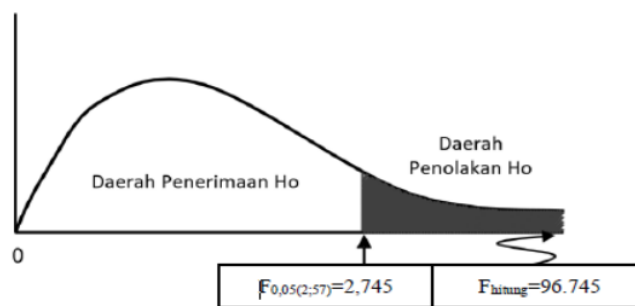 Daerah
Penolakan Ho
Daerah Penerimaan Ho
0
F0,05(2;57)=2,745
Fhitung=96.745